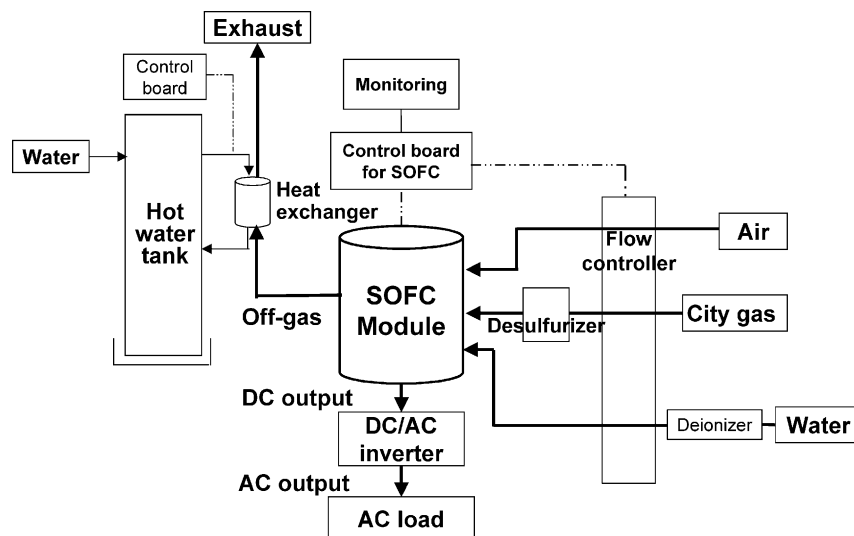 Exhaust
Control
board
Monitoring
Water
Control board
for SOFC
Heat
exchanger
Hot
water
tank
Flow
controller
Air
SOFC
Module
Off-gas
Desulfurizer
City gas
DC output
DC/AC
inverter
Deionizer
Water
AC output
AC load